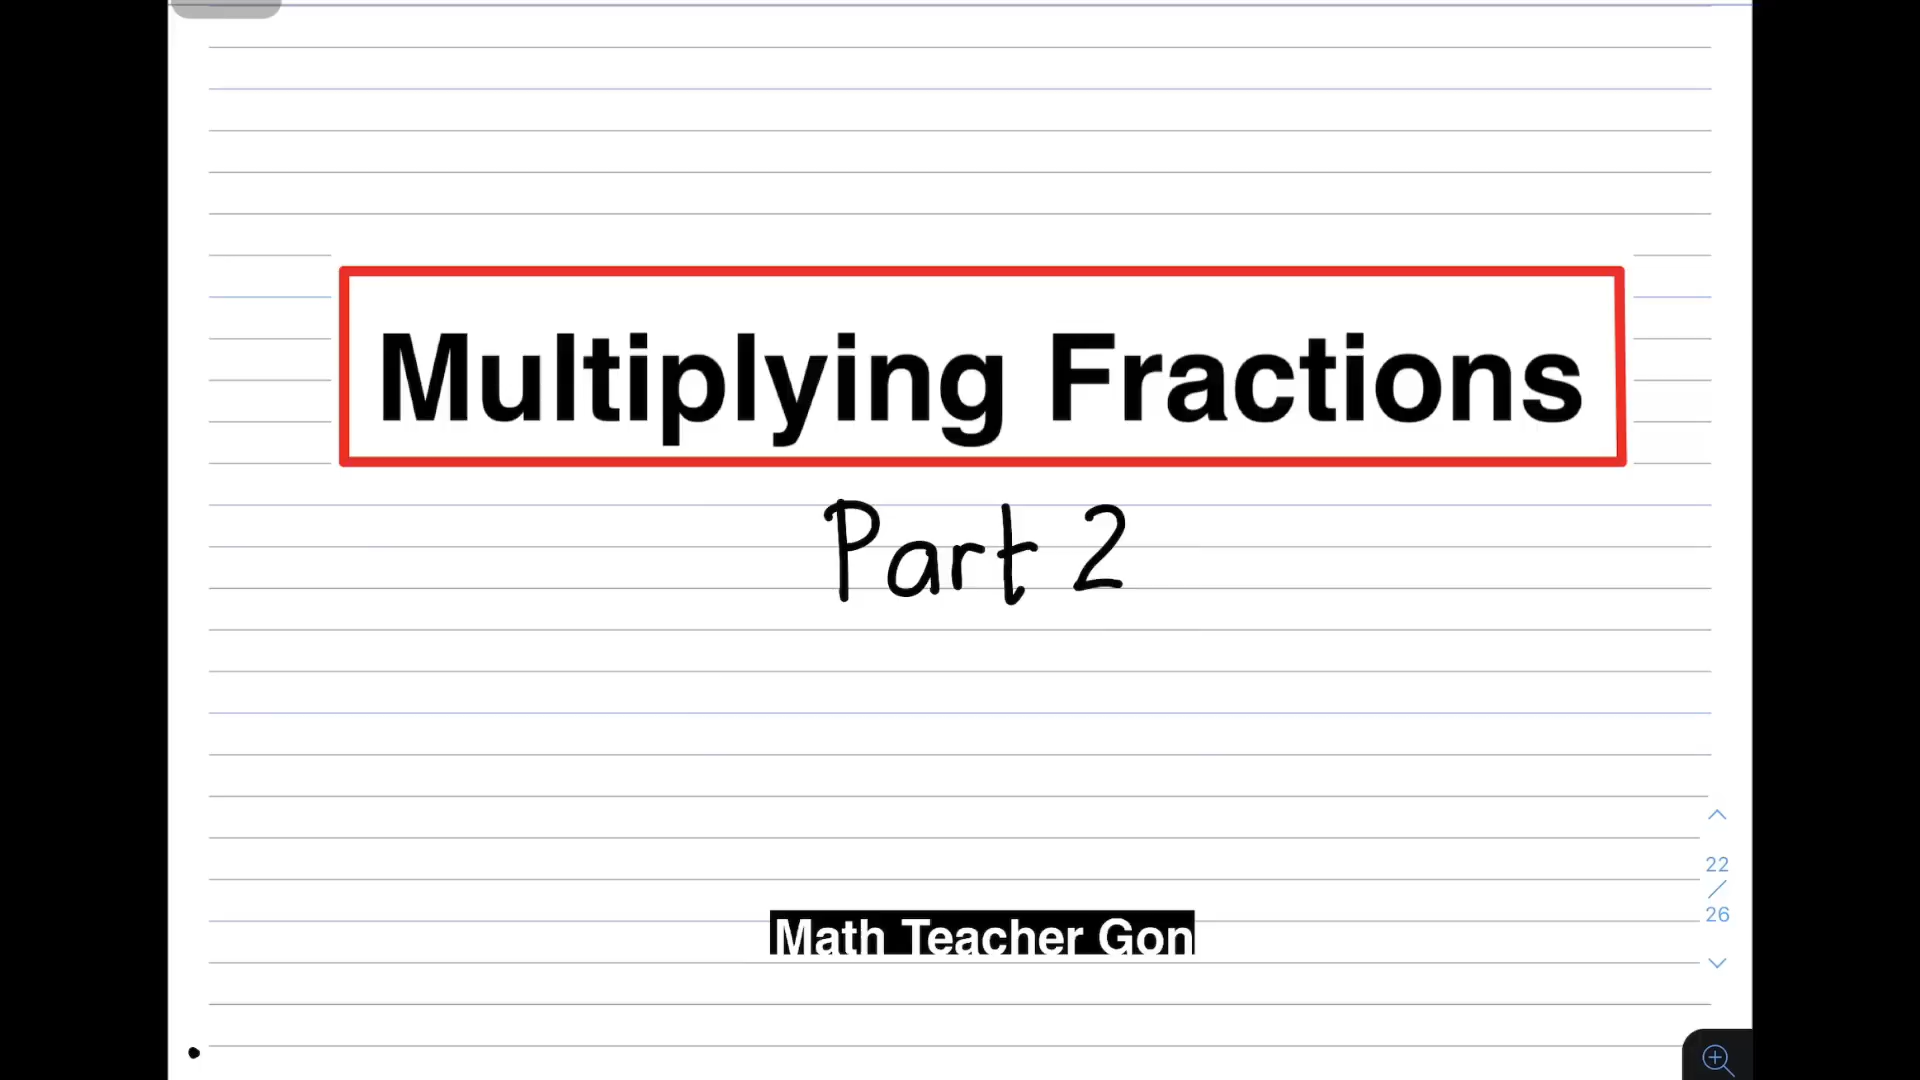 Multiplying Fractions
Part 2
22
/
26
Math Teacher Gon